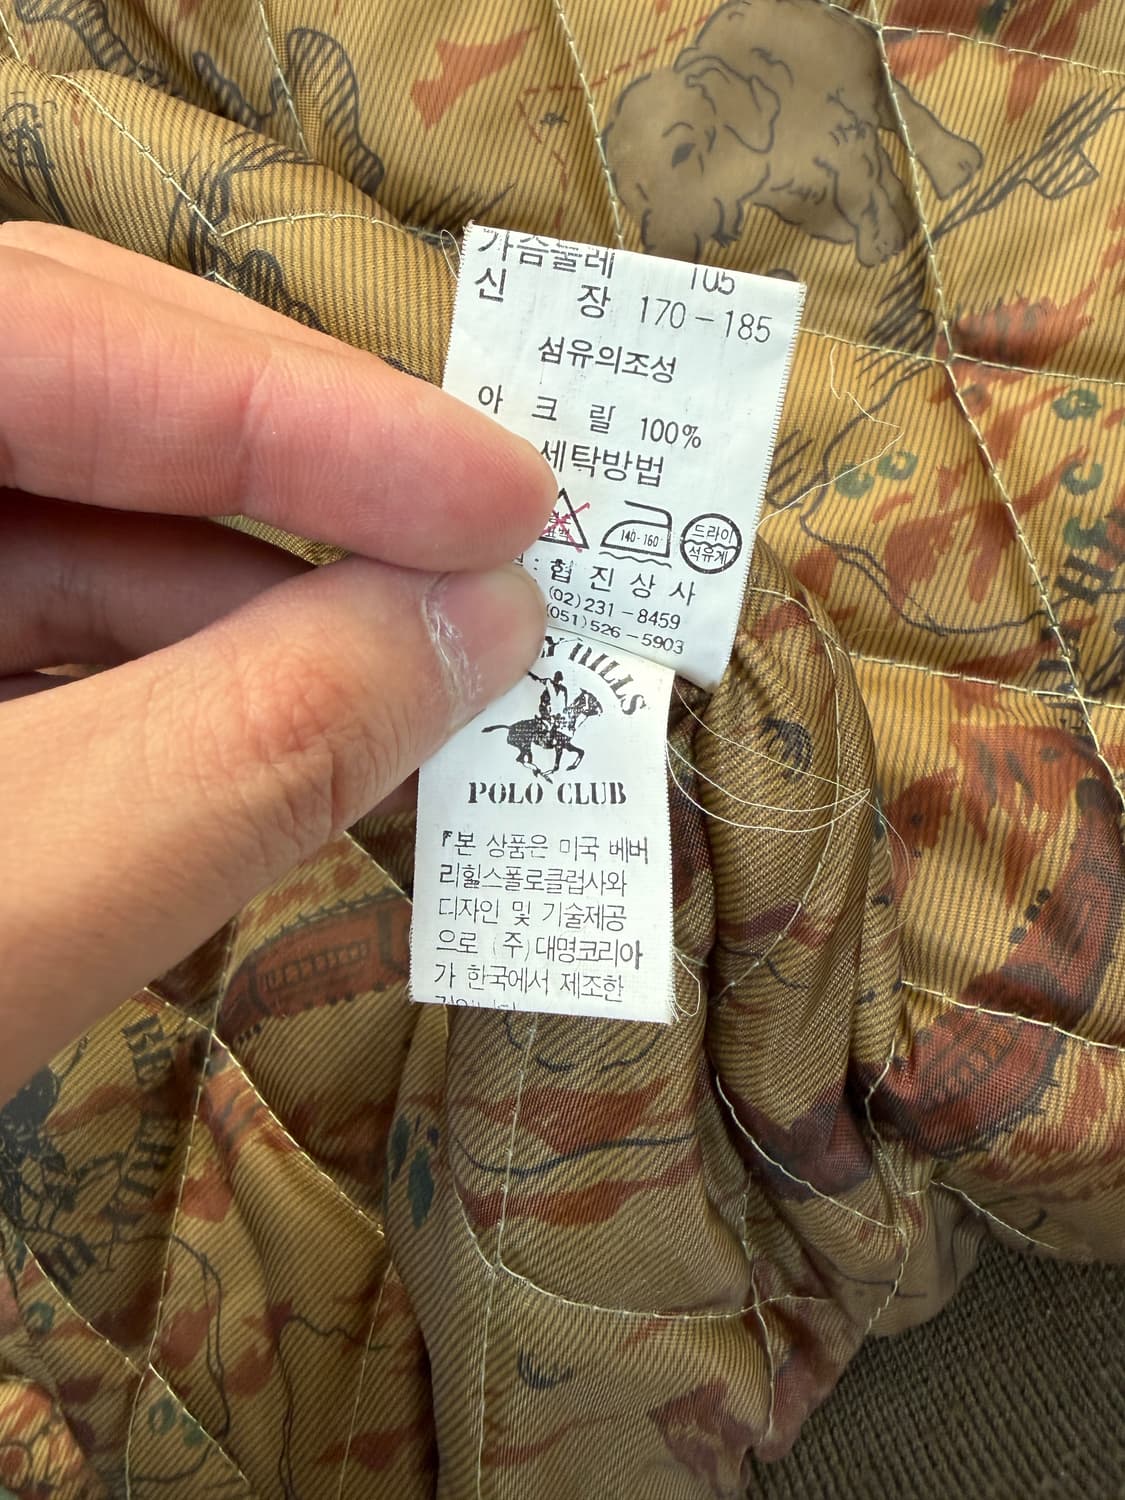 가슴둘레 105
신 장 170-185
섬유의조성
아 크 릴 100%
세탁방법
140-160
드라이
석유계
: 협 진 상 사
(02)231-8459
(051)526-5903
HILLS
POLO CLUB
『본 상품은 미국 베버
리힐스폴로클럽사와
디자인 및 기술제공
으로 (주)대명코리아
가 한국에서 제조한